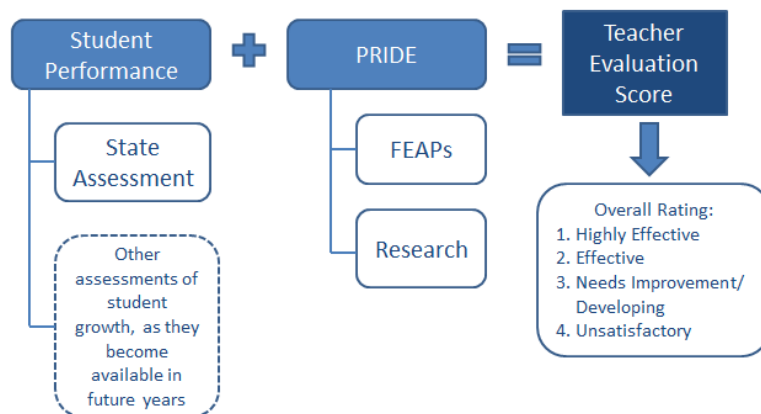 Student
Performance
PRIDE
Teacher
Evaluation
Score
State
Assessment
Other
assessments of
student
growth, as they
become
available in
future years
FEAPs
Research
Overall Rating:
1. Highly Effective
2. Effective
3. Needs Improvement/
Developing
4. Unsatisfactory